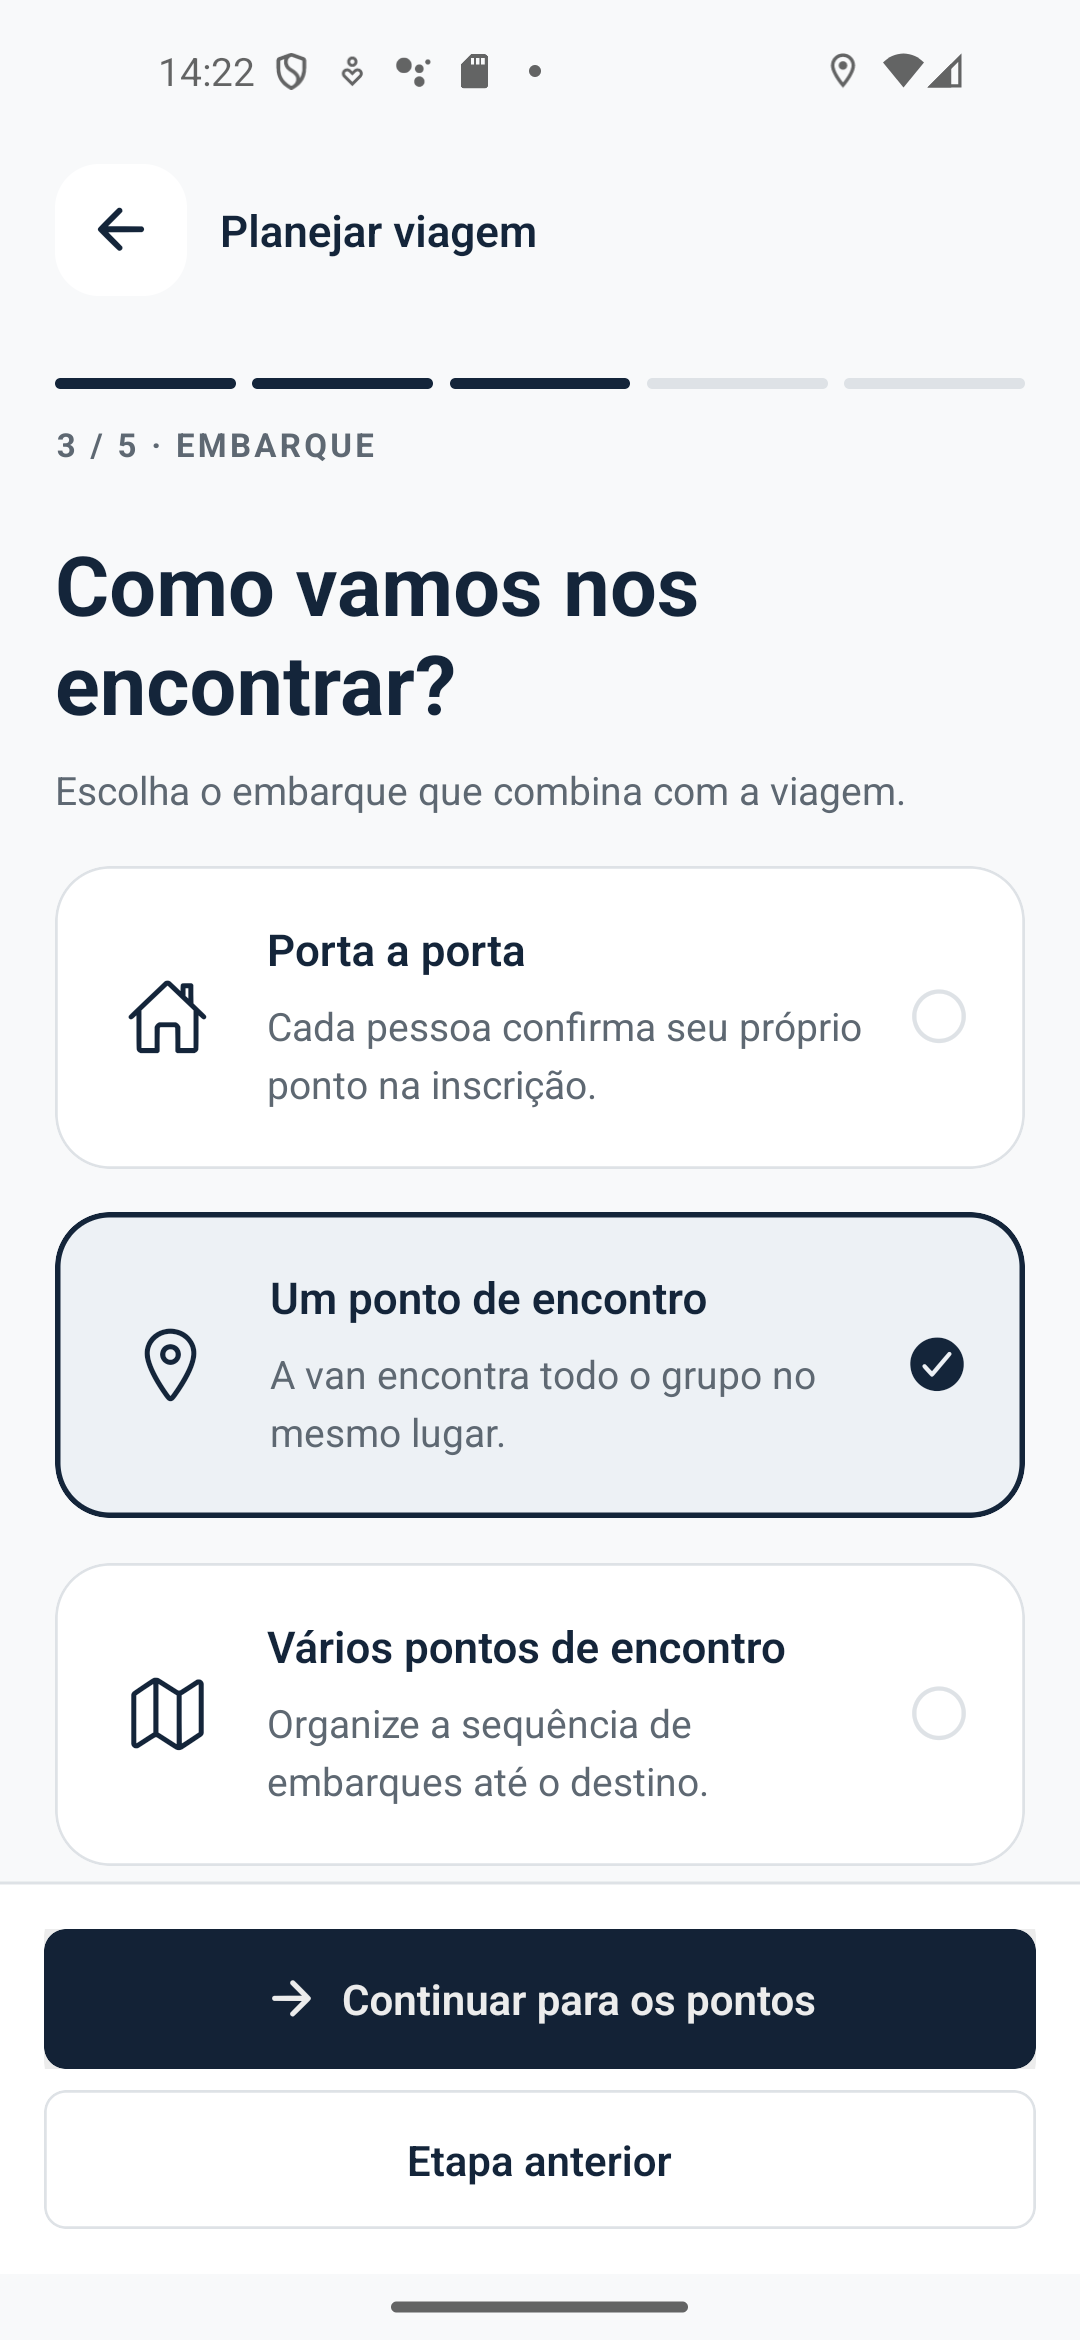 14:22
Planejar viagem
3 / 5 · EMBARQUE
Como vamos nos
encontrar?
Escolha o embarque que combina com a viagem.
Porta a porta
Cada pessoa confirma seu próprio
ponto na inscrição.
Um ponto de encontro
A van encontra todo o grupo no
mesmo lugar.
Vários pontos de encontro
Organize a sequência de
embarques até o destino.
Continuar para os pontos
Etapa anterior